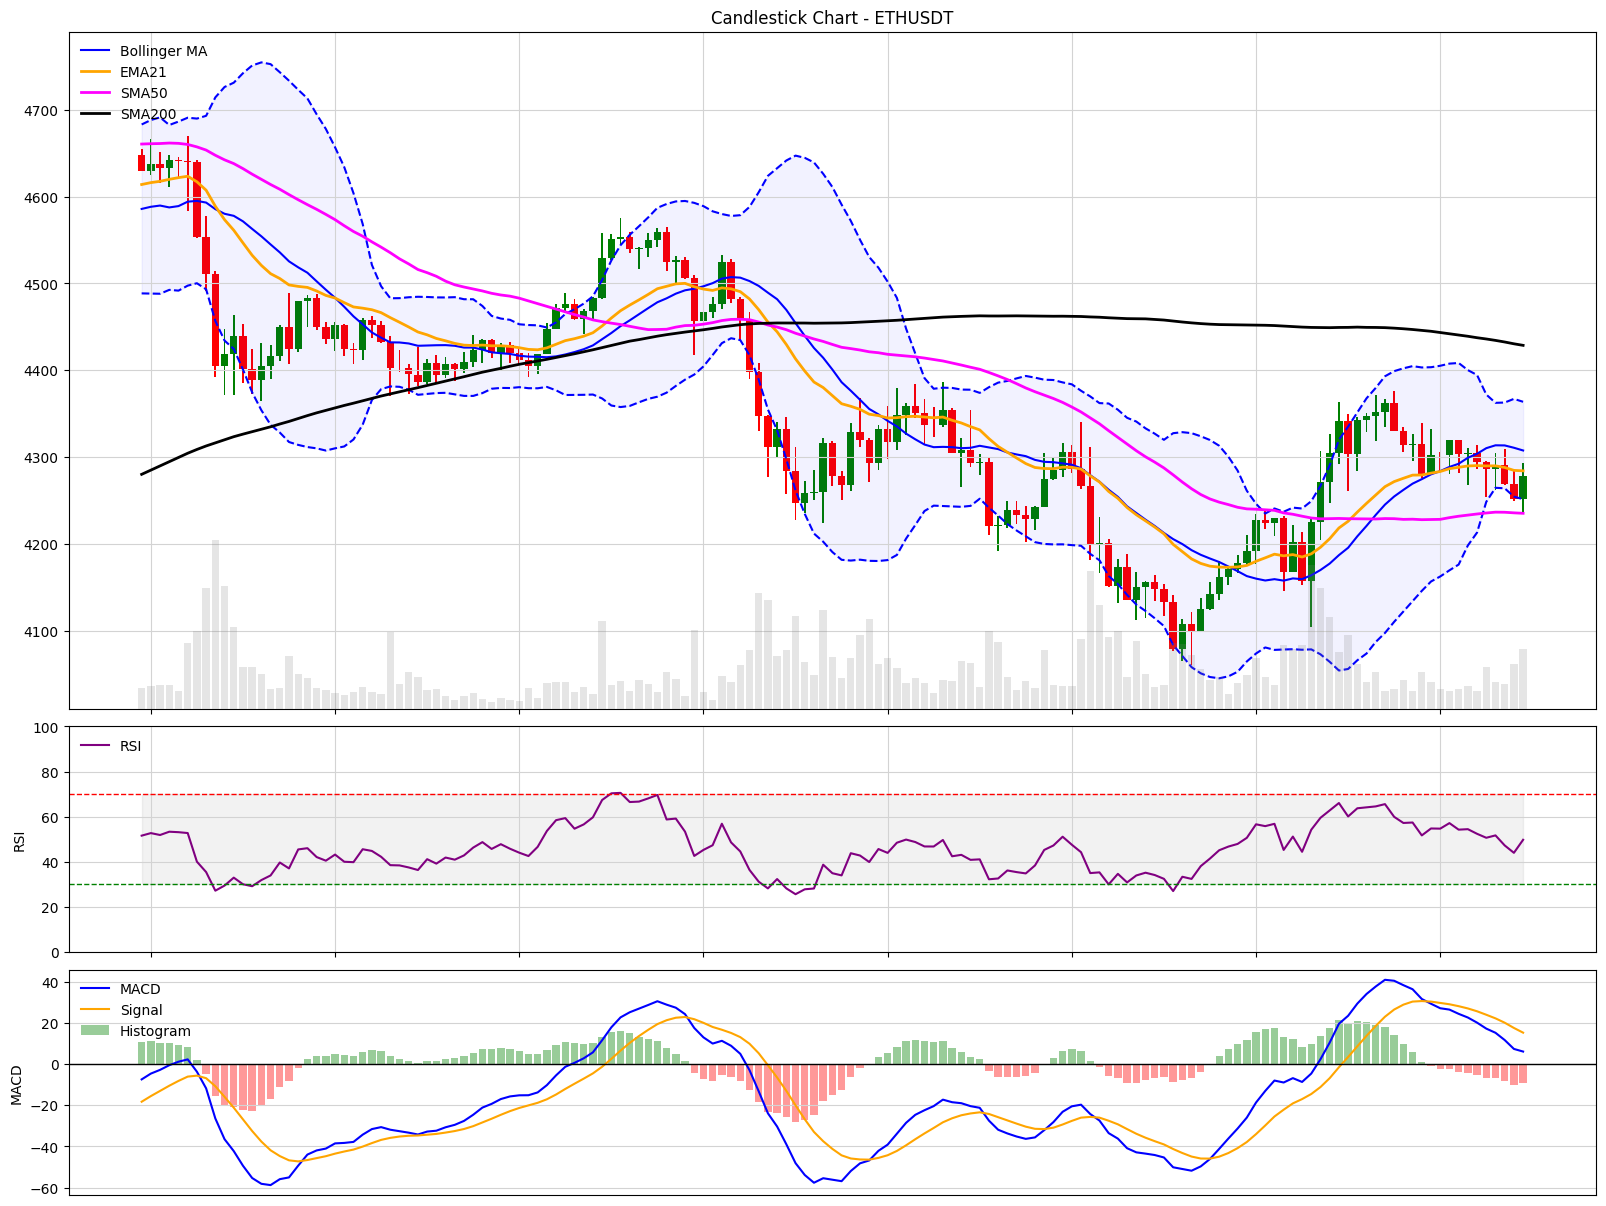 Candlestick Chart - ETHUSDT
Bollinger MA
EMA21
SMA50
SMA200
4700
4600
4500
4400
4300
4200
4100
RSI
100
80
60
40
20
0
RSI
MACD
Signal
Histogram
40
20
0
−20
−40
−60
MACD